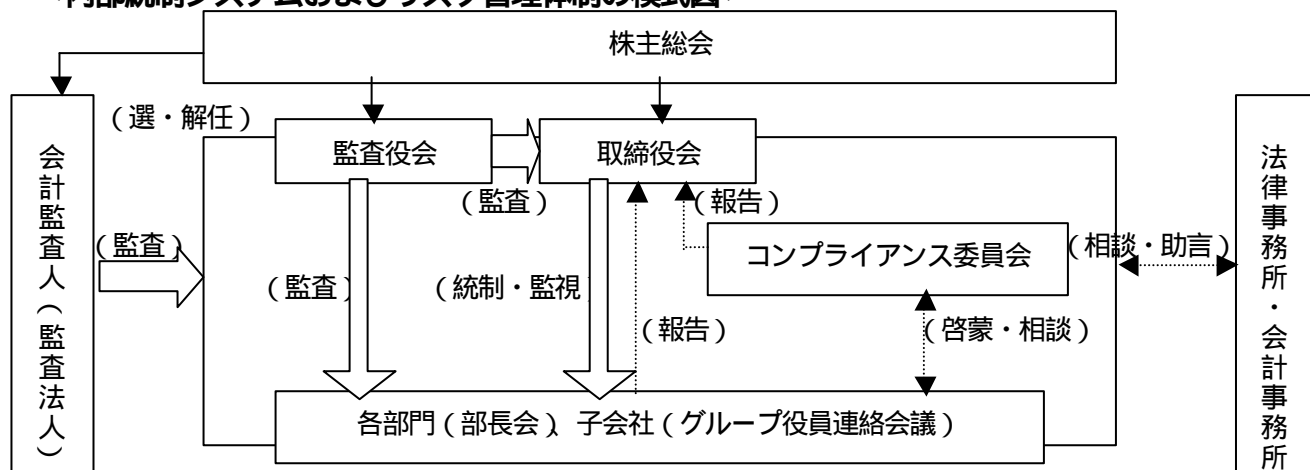 内部統制システムおよびリスク管理体制の模式図
株主総会
(選・解任)
監査役会
取締役会
会計監査人(監査法人)
法律事務所・会計事務所
(監査)
(報告)
(監査)
コンプライアンス委員会
(相談・助言)
(監査)
(統制・監視)
(報告)
(啓蒙・相談)
各部門(部長会)、子会社(グループ役員連絡会議)